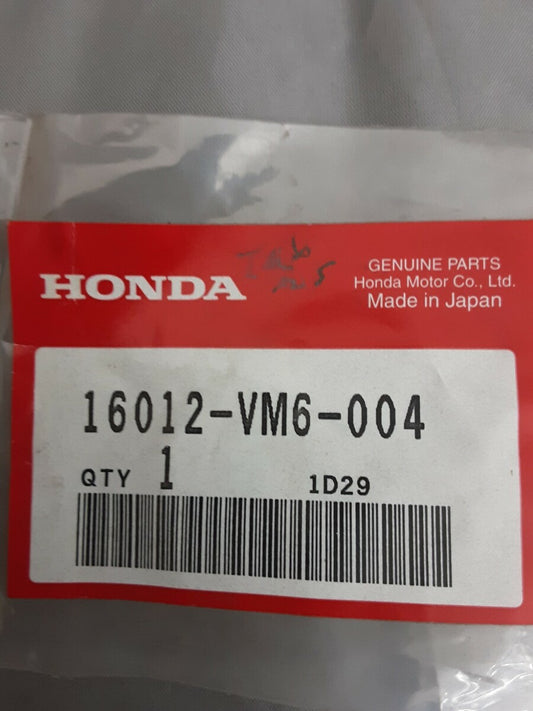 HONDA
GENUINE PARTS
Honda Motor Co., Ltd.
Made in Japan
16012-VM6-004
QTY 1 1D29